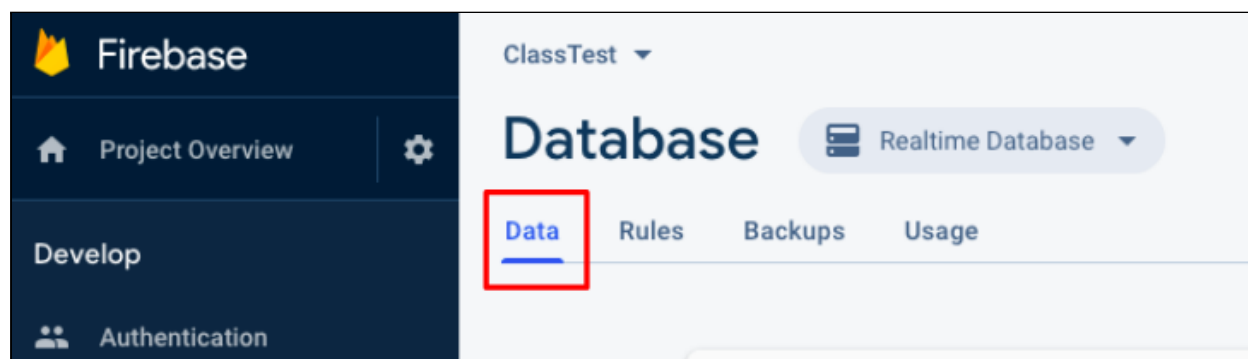 Firebase
Project Overview
Develop
Authentication
ClassTest
Database Realtime Database
Data Rules Backups Usage